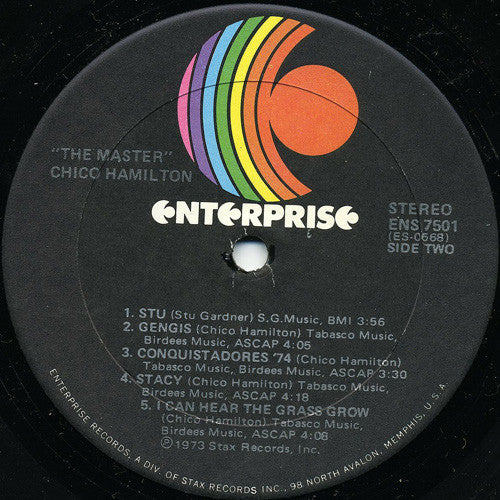 "THE MASTER"
CHICO HAMILTON
ENTERPRISE
STEREO
ENS 7501
(ES-0668)
SIDE TWO
1. STU (Stu Gardner) S.G.Music, BMI 3:56
2. GENGIS (Chico Hamilton) Tabasco Music,
Birdees Music, ASCAP 4:05
3. CONQUISTADORES '74 (Chico Hamilton)
Tabasco Music, Birdees Music, ASCAP 3:30
4. STACY (Chico Hamilton) Tabasco Music,
Birdees Music, ASCAP 4:18
5. I CAN HEAR THE GRASS GROW
(Chico Hamilton) Tabasco Music,
Birdees Music, ASCAP 4:08
Ⓟ1973 Stax Records, Inc.
ENTERPRISE RECORDS, A DIV. OF STAX RECORDS, INC. 98 NORTH AVALON, MEMPHIS, U.S.A.